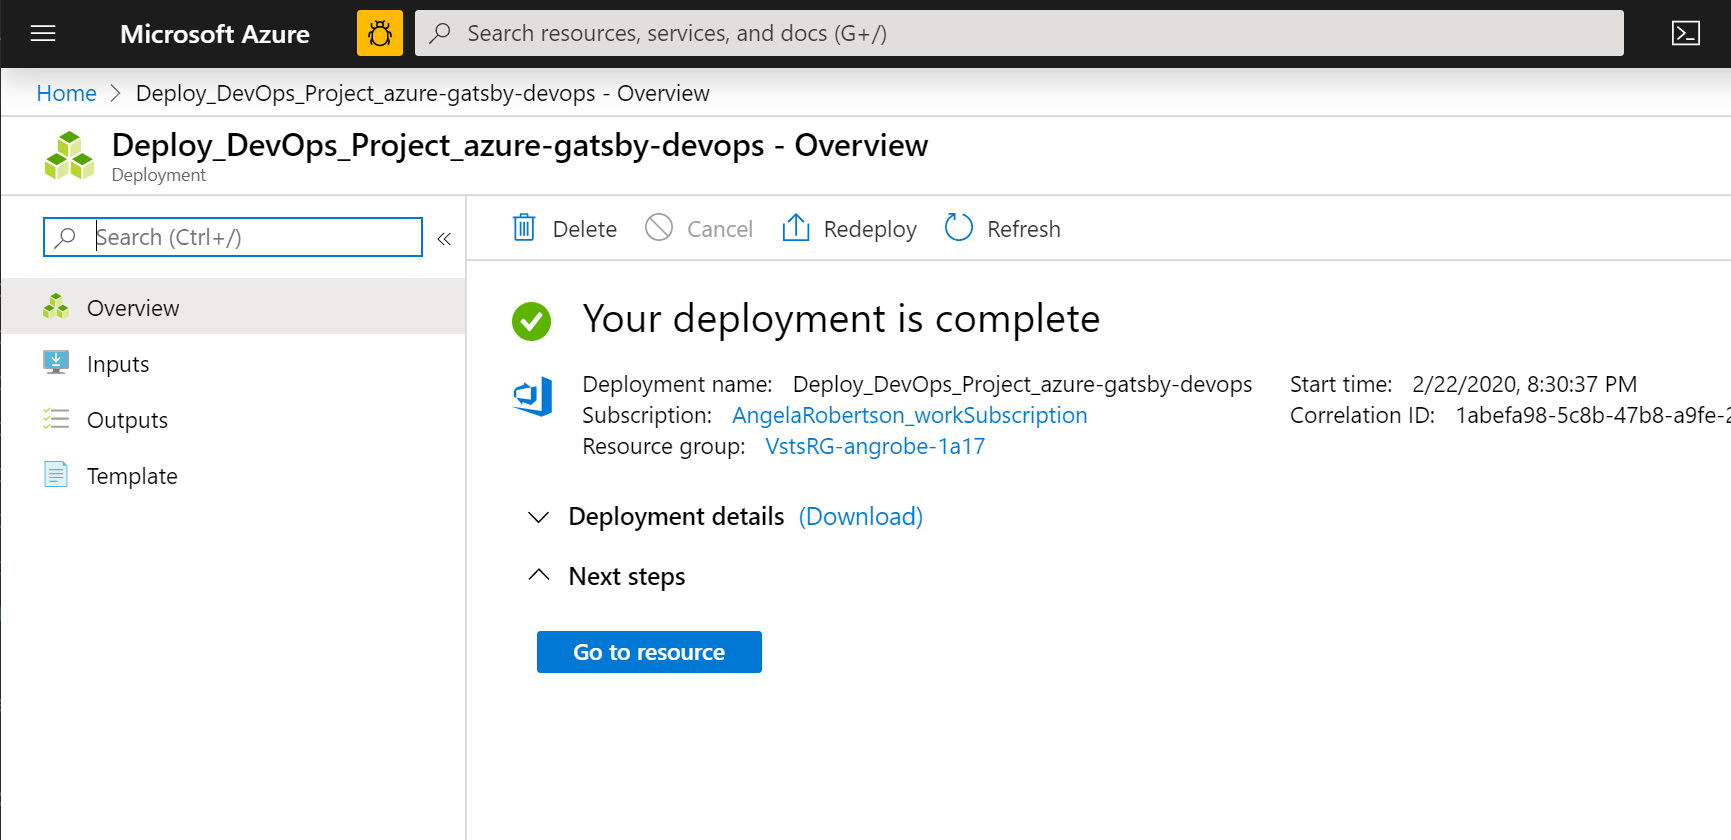 Microsoft Azure
Search resources, services, and docs (G+/)
Home > Deploy_DevOps_Project_azure-gatsby-devops - Overview
Deploy_DevOps_Project_azure-gatsby-devops - Overview
Deployment
Search (Ctrl+/)
«
Overview
Inputs
Outputs
Template
Delete
Cancel
Redeploy
Refresh
Your deployment is complete
Deployment name: Deploy_DevOps_Project_azure-gatsby-devops
Subscription: AngelaRobertson_workSubscription
Resource group: VstsRG-angrobe-1a17
Start time: 2/22/2020, 8:30:37 PM
Correlation ID: 1abefa98-5c8b-47b8-a9fe-2
Deployment details (Download)
Next steps
Go to resource